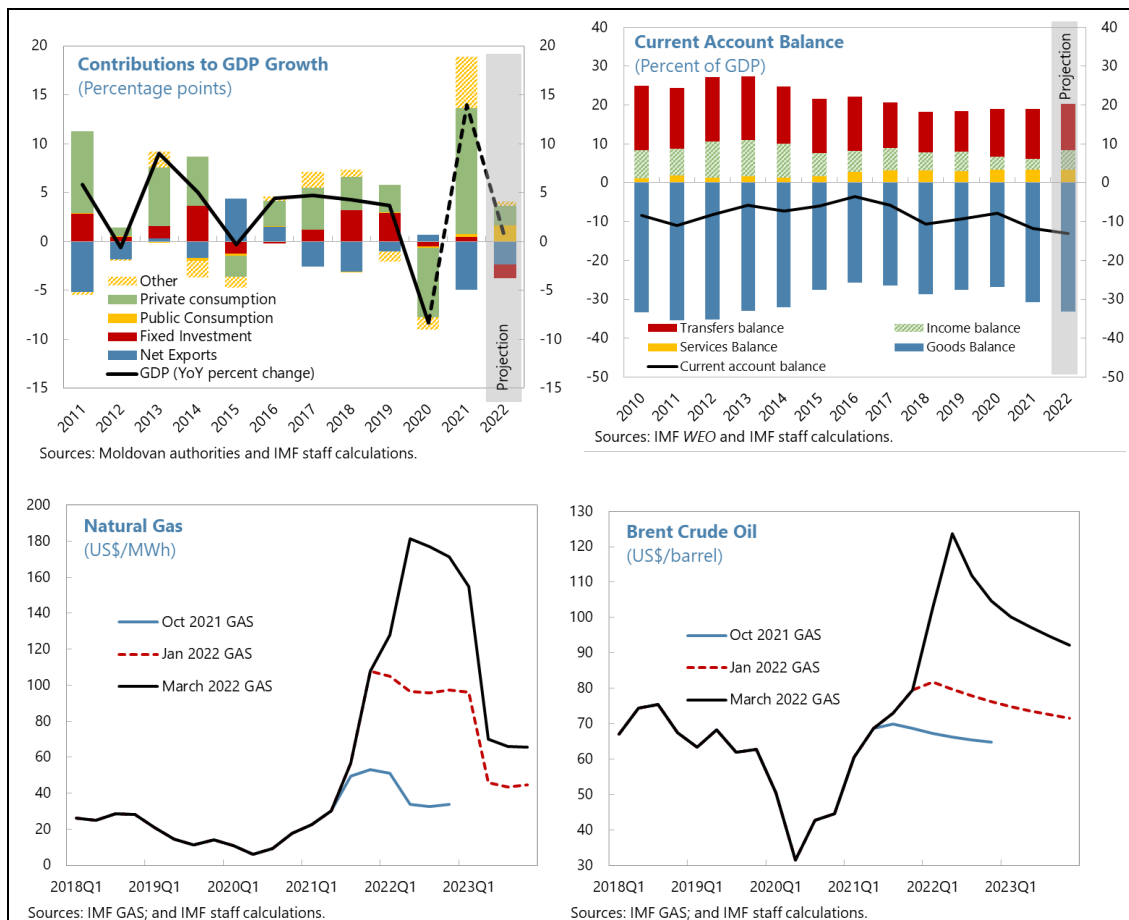 Contributions to GDP Growth
(Percentage points)
20
15
10
5
0
-5
-10
-15
20
15
10
5
0
-5
-10
-15
Other
Private consumption
Public Consumption
Fixed Investment
Net Exports
GDP (YoY percent change)
Projection
2011
2012
2013
2014
2015
2016
2017
2018
2019
2020
2021
2022
Sources: Moldovan authorities and IMF staff calculations.
Current Account Balance
(Percent of GDP)
40
30
20
10
0
-10
-20
-30
-40
-50
40
30
20
10
0
-10
-20
-30
-40
-50
Projection
Transfers balance
Income balance
Services Balance
Goods Balance
Current account balance
2010
2011
2012
2013
2014
2015
2016
2017
2018
2019
2020
2021
2022
Sources: IMF WEO and IMF staff calculations.
Natural Gas
(US$/MWh)
200
180
160
140
120
100
80
60
40
20
0
Oct 2021 GAS
Jan 2022 GAS
March 2022 GAS
2018Q1
2019Q1
2020Q1
2021Q1
2022Q1
2023Q1
Sources: IMF GAS; and IMF staff calculations.
Brent Crude Oil
(US$/barrel)
130
120
110
100
90
80
70
60
50
40
30
Oct 2021 GAS
Jan 2022 GAS
March 2022 GAS
2018Q1
2019Q1
2020Q1
2021Q1
2022Q1
2023Q1
Sources: IMF GAS; and IMF staff calculations.